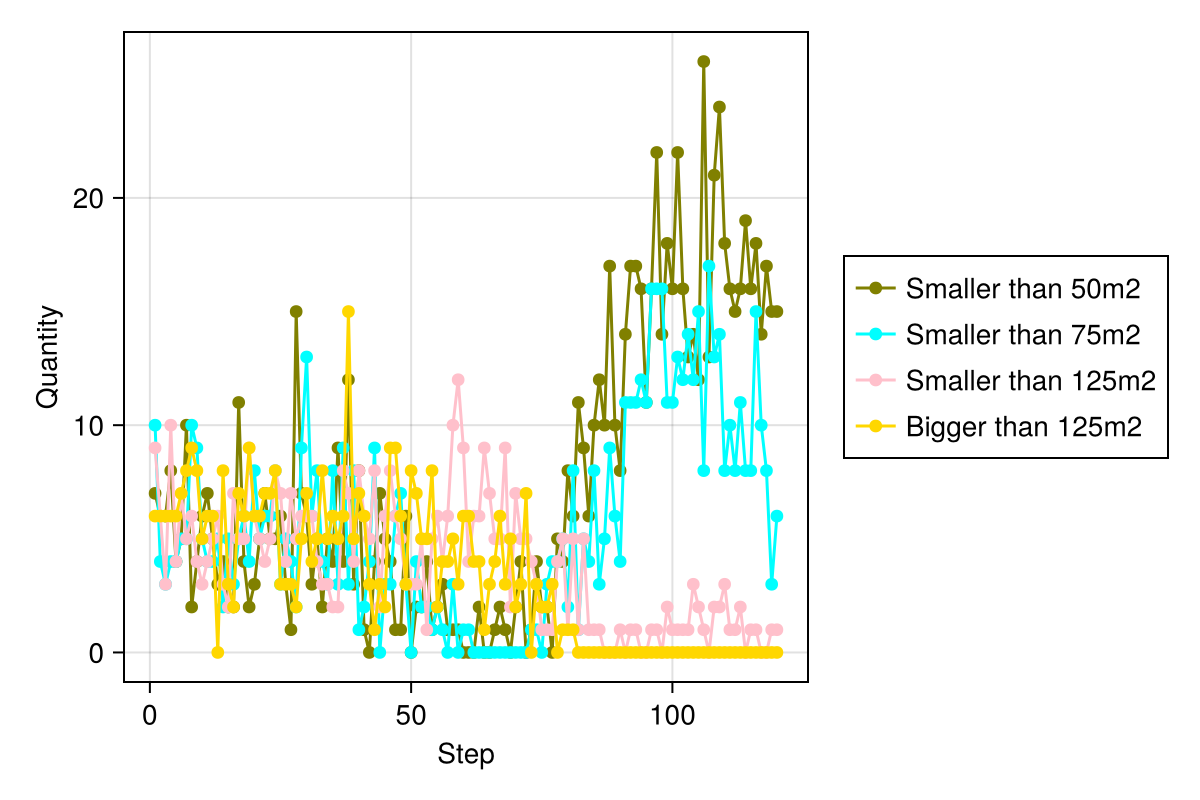 20
10
0
Quantity
0
50
100
Step
Smaller than 50m2
Smaller than 75m2
Smaller than 125m2
Bigger than 125m2